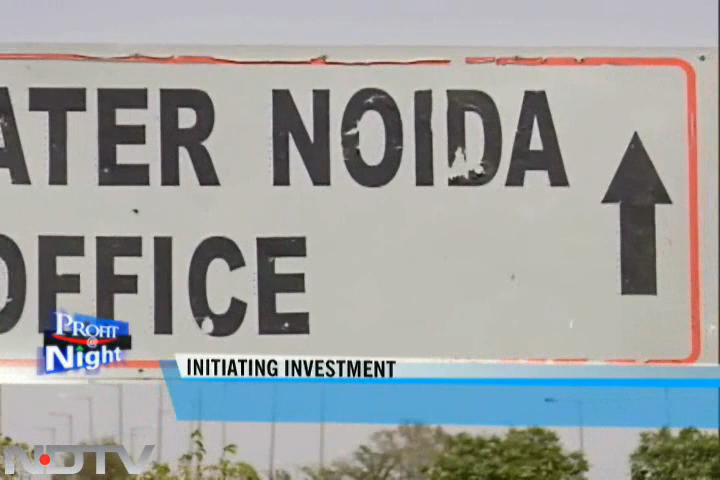 ATER NOIDA
OFFICE
PROFIT
@
Night
INITIATING INVESTMENT
NDTV